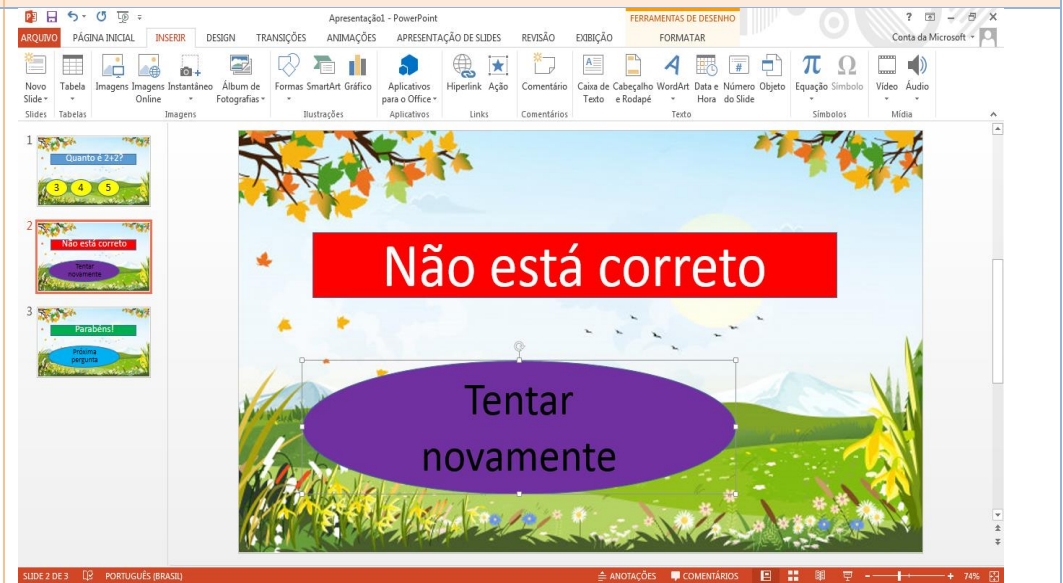 Apresentação1 - PowerPoint
FERRAMENTAS DE DESENHO
ARQUIVO PÁGINA INICIAL INSERIR DESIGN TRANSIÇÕES ANIMAÇÕES APRESENTAÇÃO DE SLIDES REVISÃO EXIBIÇÃO FORMATAR Conta da Microsoft
Novo Slide Tabela Imagens Imagens Online Instantâneo Álbum de Fotografias Formas SmartArt Gráfico Aplicativos para o Office Hiperlink Ação Comentário Caixa de Texto Cabeçalho e Rodapé WordArt Data e Hora Número do Slide Objeto Equação Símbolo Vídeo Áudio
Slides Tabelas Imagens Ilustrações Aplicativos Links Comentários Texto Símbolos Mídia
1
Quanto é 2+2?
3 4 5
2
Não está correto
Tentar
novamente
3
Parabéns!
Próxima
pergunta
Não está correto
Tentar
novamente
SLIDE 2 DE 3 PORTUGUÊS (BRASIL) ANOTAÇÕES COMENTÁRIOS 74%